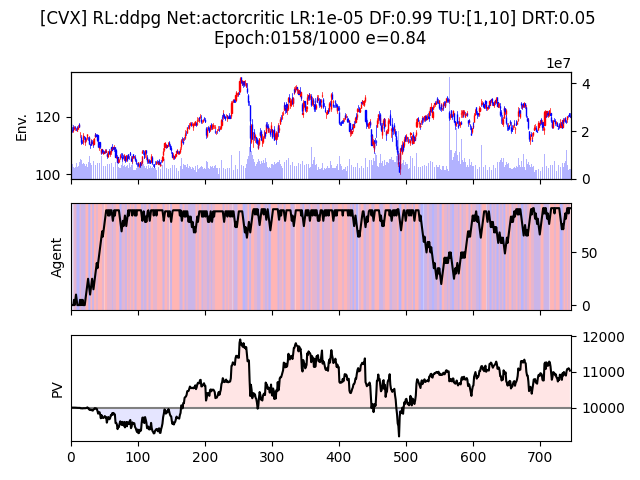 [CVX] RL:ddpg Net:actorcritic LR:1e-05 DF:0.99 TU:[1,10] DRT:0.05
Epoch:0158/1000 e=0.84
1e7
Env.
120
100
4
2
0
Agent
50
0
PV
12000
11000
10000
0 100 200 300 400 500 600 700